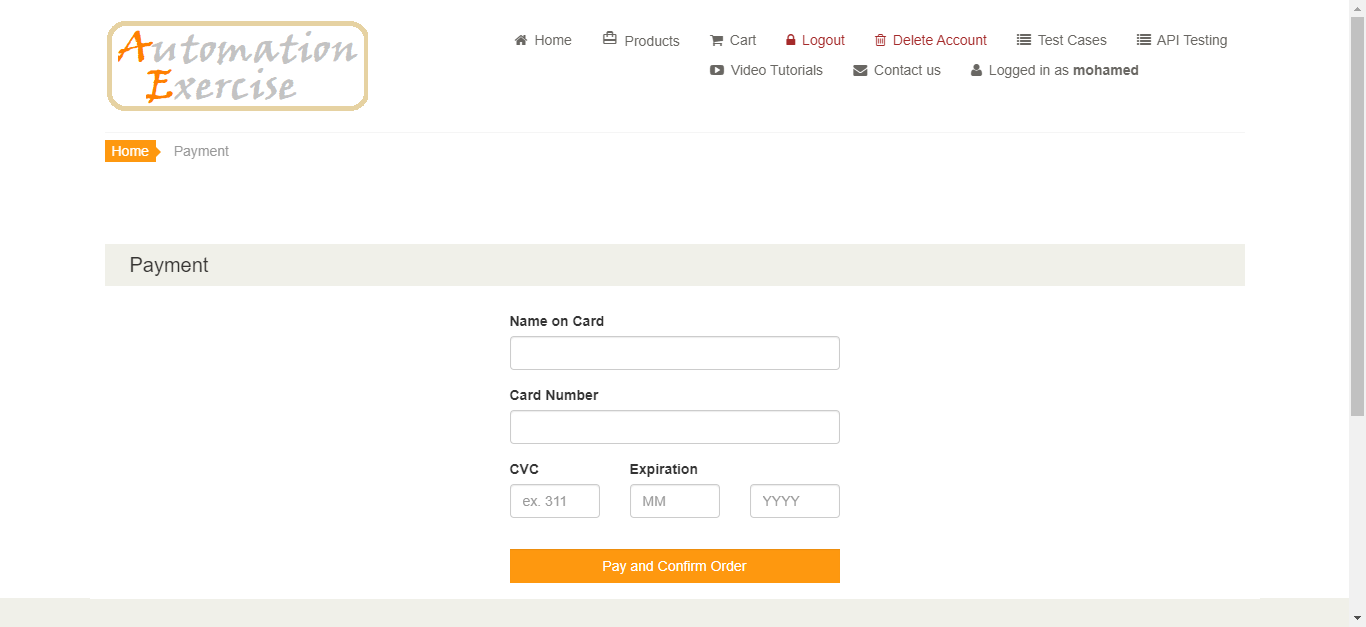 Automation
Exercise
Home Products Cart Logout Delete Account Test Cases API Testing
Video Tutorials Contact us Logged in as mohamed
Home Payment
Payment
Name on Card
Card Number
CVC Expiration
ex. 311 MM YYYY
Pay and Confirm Order